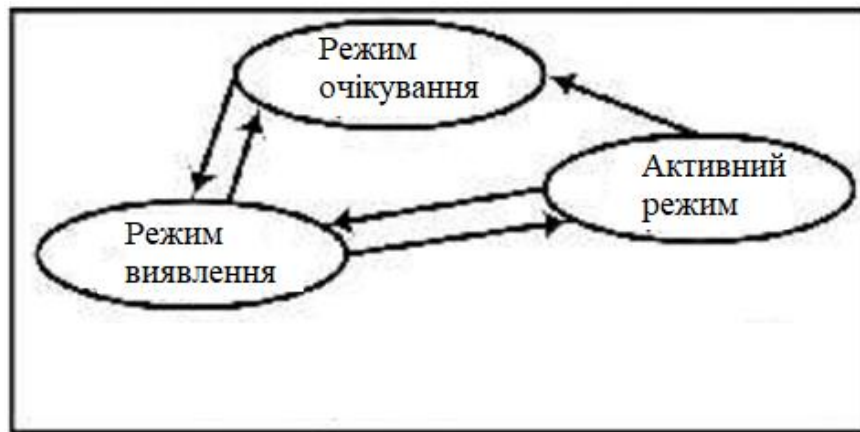 Режим
очікування
Активний
режим
Режим
виявлення